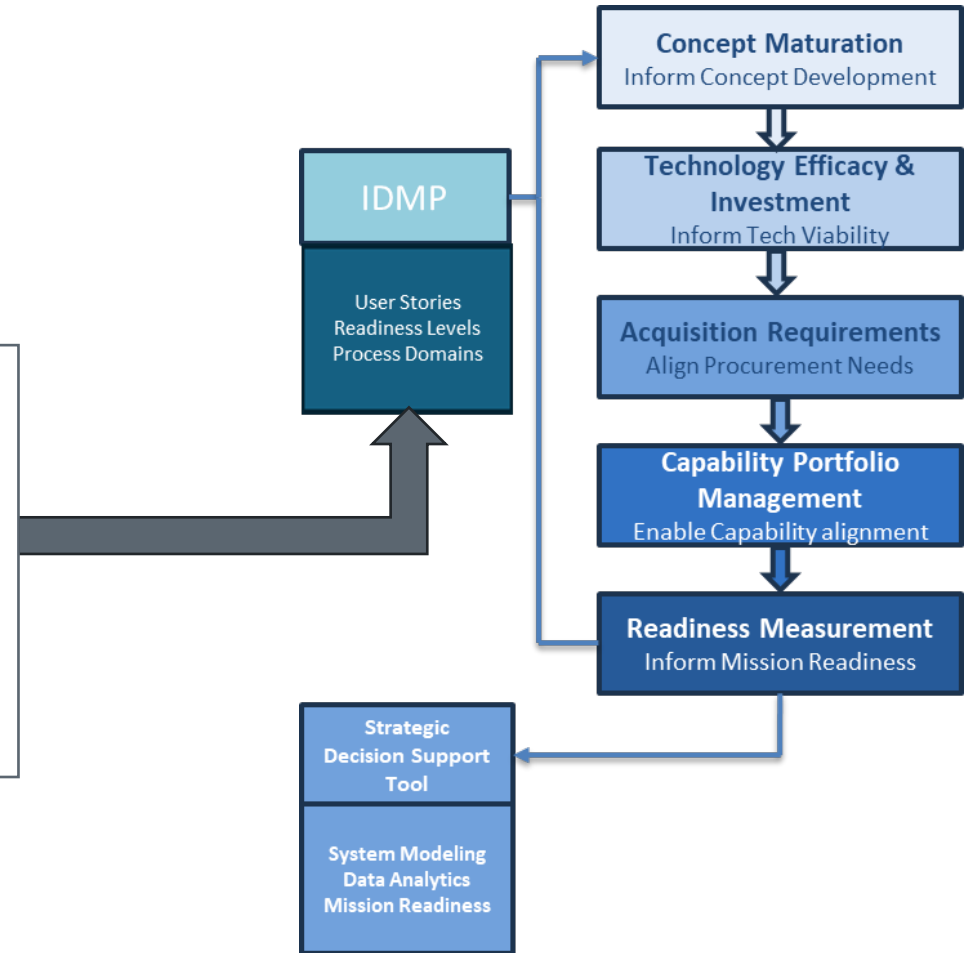 Concept Maturation
Inform Concept Development
Technology Efficacy &
Investment
Inform Tech Viability
IDMP
User Stories
Readiness Levels
Process Domains
Acquisition Requirements
Align Procurement Needs
Capability Portfolio
Management
Enable Capability alignment
Readiness Measurement
Inform Mission Readiness
Strategic
Decision Support
Tool
System Modeling
Data Analytics
Mission Readiness